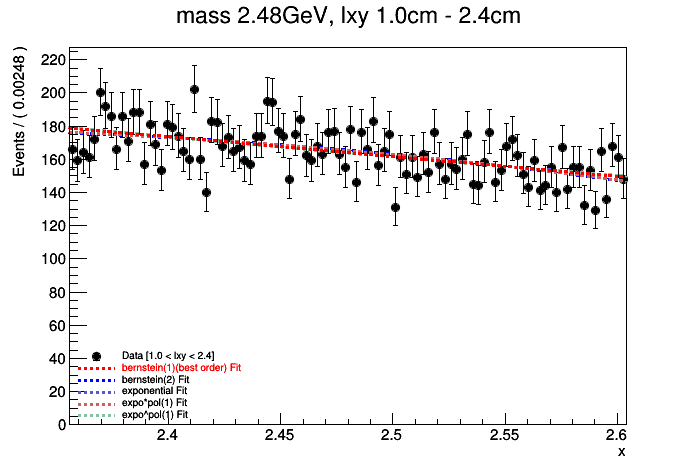 mass 2.48GeV, lxy 1.0cm - 2.4cm
Events / ( 0.00248 )
220
200
180
160
140
120
100
80
60
40
20
0
Data [1.0 < lxy < 2.4]
bernstein(1)(best order) Fit
bernstein(2) Fit
exponential Fit
expo*pol(1) Fit
expo^pol(1) Fit
2.4 2.45 2.5 2.55 2.6
x